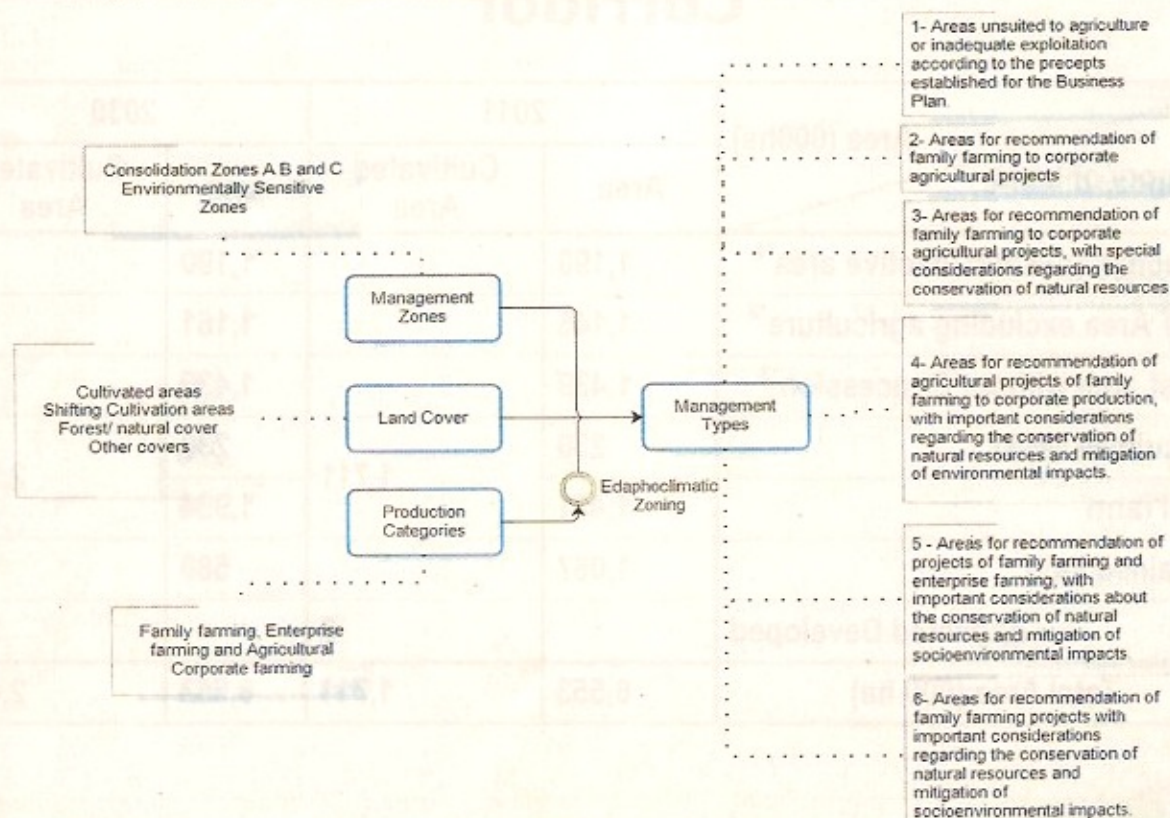 Consolidation Zones A B and C
Envirionmentally Sensitive
Zones
Management
Zones
Cultivated areas
Shifting Cultivation areas
Forest/ natural cover
Other covers
Land Cover
Production
Categories
Family farming, Enterprise
farming and Agricultural
Corporate farming
Edaphoclimatic
Zoning
Management
Types
1- Areas unsuited to agriculture
or inadequate exploitation
according to the precepts
established for the Business
Plan.
2- Areas for recommendation of
family farming to corporate
agricultural projects
3- Areas for recommendation of
family farming to corporate
agricultural projects, with special
considerations regarding the
conservation of natural resources
4- Areas for recommendation of
agricultural projects of family
farming to corporate production,
with important considerations
regarding the conservation of
natural resources and mitigation
of environmental impacts.
5 - Areas for recommendation of
projects of family farming and
enterprise farming, with
important considerations about
the conservation of natural
resources and mitigation of
socioenvironmental impacts
6- Areas for recommendation of
family farming projects with
important considerations
regarding the conservation of
natural resources and
mitigation of
socioenvironmental impacts.